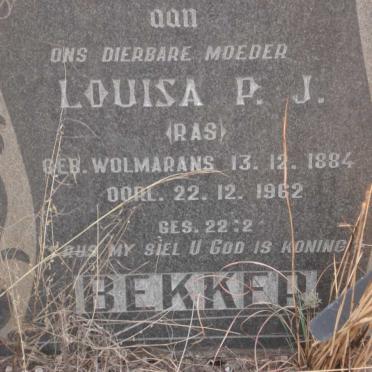 aan
ONS DIERBARE MOEDER
LOUISA P. J.
(RAS)
GEB. WOLMARANS 13.12.1884
OORL. 22.12.1962
GES. 22:2
RUS MY SIEL U GOD IS KONING
BEKKER